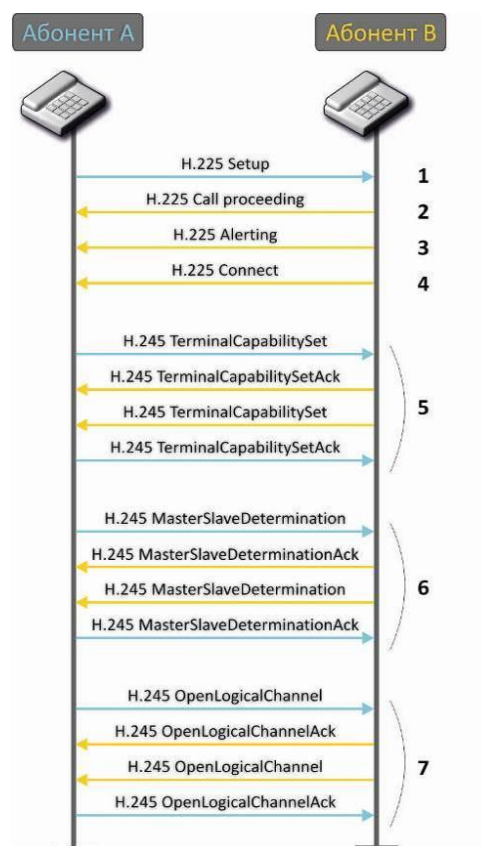 Абонент А Абонент В
H.225 Setup
1
H.225 Call proceeding
2
H.225 Alerting
3
H.225 Connect
4
H.245 TerminalCapabilitySet
H.245 TerminalCapabilitySetAck
5
H.245 TerminalCapabilitySet
H.245 TerminalCapabilitySetAck
H.245 MasterSlaveDetermination
H.245 MasterSlaveDeterminationAck
6
H.245 MasterSlaveDetermination
H.245 MasterSlaveDeterminationAck
H.245 OpenLogicalChannel
H.245 OpenLogicalChannelAck
7
H.245 OpenLogicalChannel
H.245 OpenLogicalChannelAck